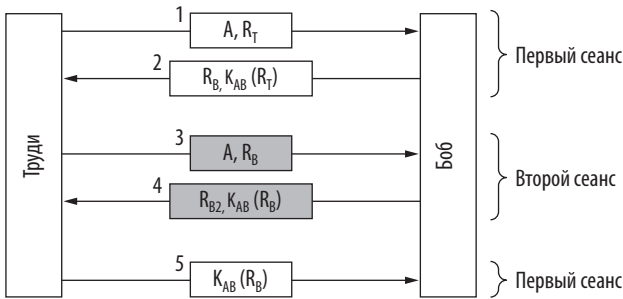 1
A, R_T
2
R_B, K_AB (R_T)
Первый сеанс
Труди
Боб
3
A, R_B
4
R_B2, K_AB (R_B)
Второй сеанс
5
K_AB (R_B)
Первый сеанс